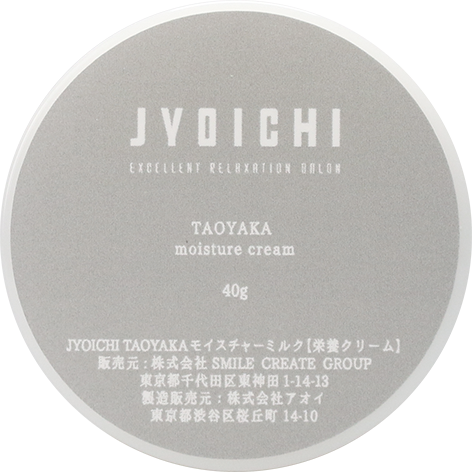 JYOICHI
EXCELLENT RELAXATION SALON
TAOYAKA
moisture cream
40g
JYOICHI TAOYAKAモイスチャーミルク【栄養クリーム】
販売元:株式会社 SMILE CREATE GROUP
東京都千代田区東神田 1-14-13
製造販売元:株式会社アオイ
東京都渋谷区桜丘町 14-10